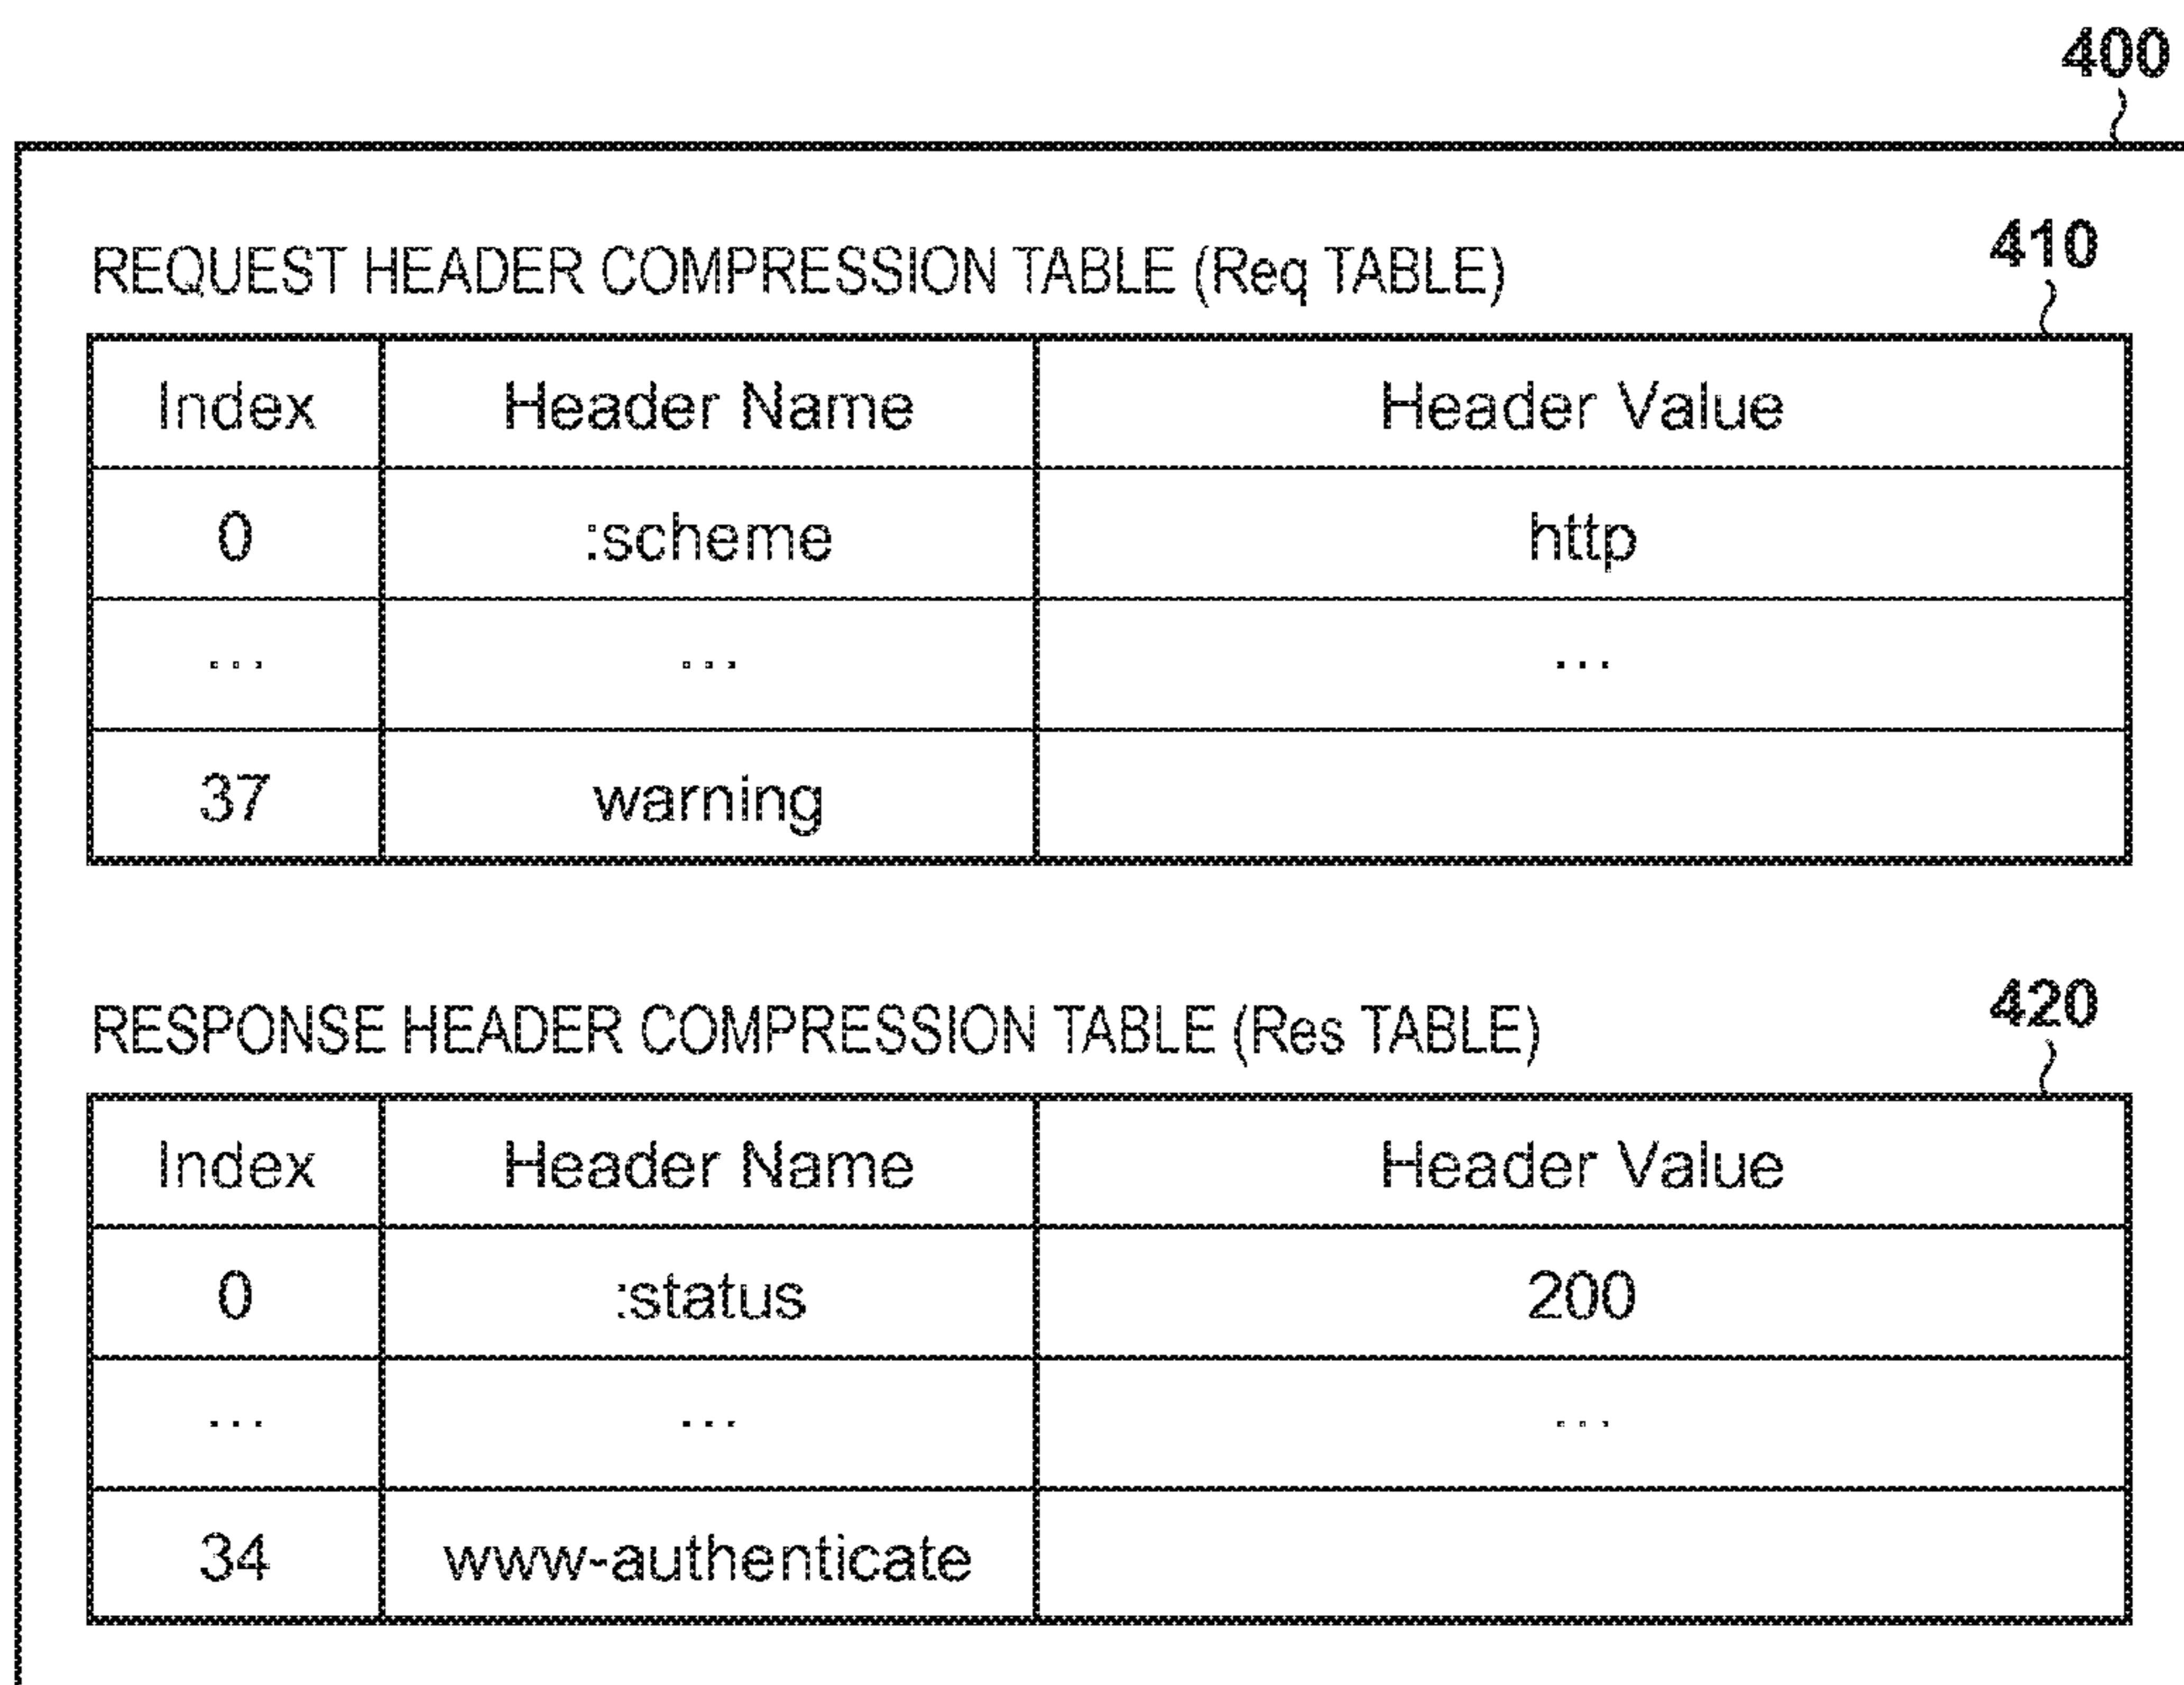 400
REQUEST HEADER COMPRESSION TABLE (Req TABLE)
410
Index Header Name Header Value
0 :scheme http
... ... ...
37 warning
RESPONSE HEADER COMPRESSION TABLE (Res TABLE)
420
Index Header Name Header Value
0 :status 200
... ... ...
34 www-authenticate